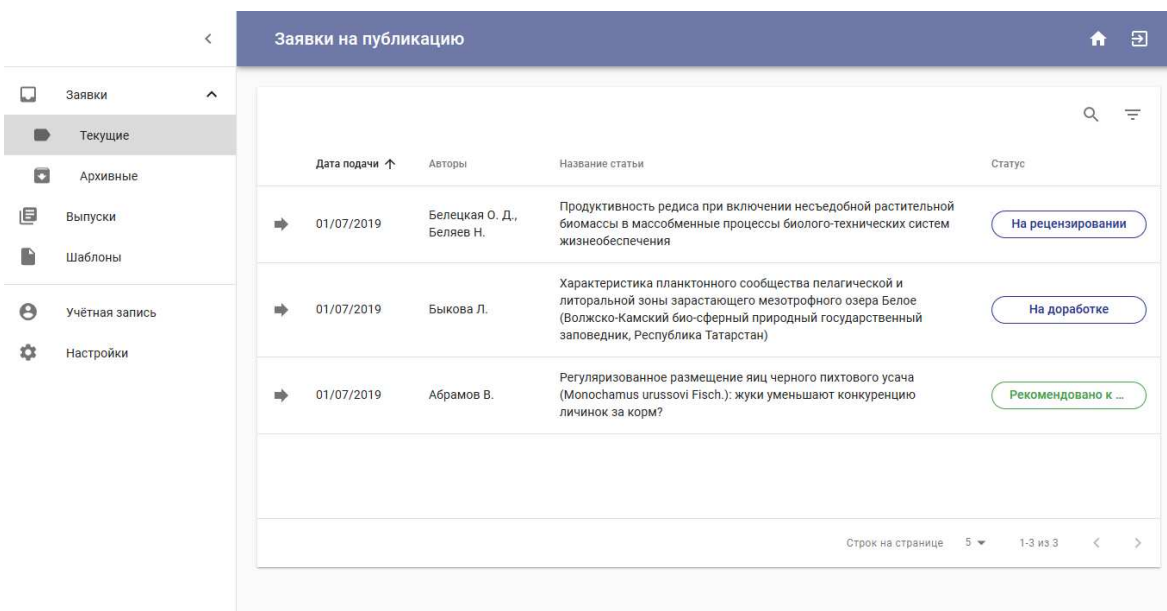 Заявки на публикацию
Заявки
Текущие
Архивные
Выпуски
Шаблоны
Учётная запись
Настройки
Дата подачи Авторы Название статьи Статус
01/07/2019
Белецкая О. Д.,
Беляев Н.
Продуктивность редиса при включении несъедобной растительной
биомассы в массобменные процессы биолого-технических систем
жизнеобеспечения
На рецензировании
01/07/2019
Быкова Л.
Характеристика планктонного сообщества пелагической и
литоральной зоны зарастающего мезотрофного озера Белое
(Волжско-Камский био-сферный природный государственный
заповедник, Республика Татарстан)
На доработке
01/07/2019
Абрамов В.
Регуляризованное размещение яиц черного пихтового усача
(Monochamus urussovi Fisch.): жуки уменьшают конкуренцию
личинок за корм?
Рекомендовано к ...
Строк на странице 5 1-3 из 3